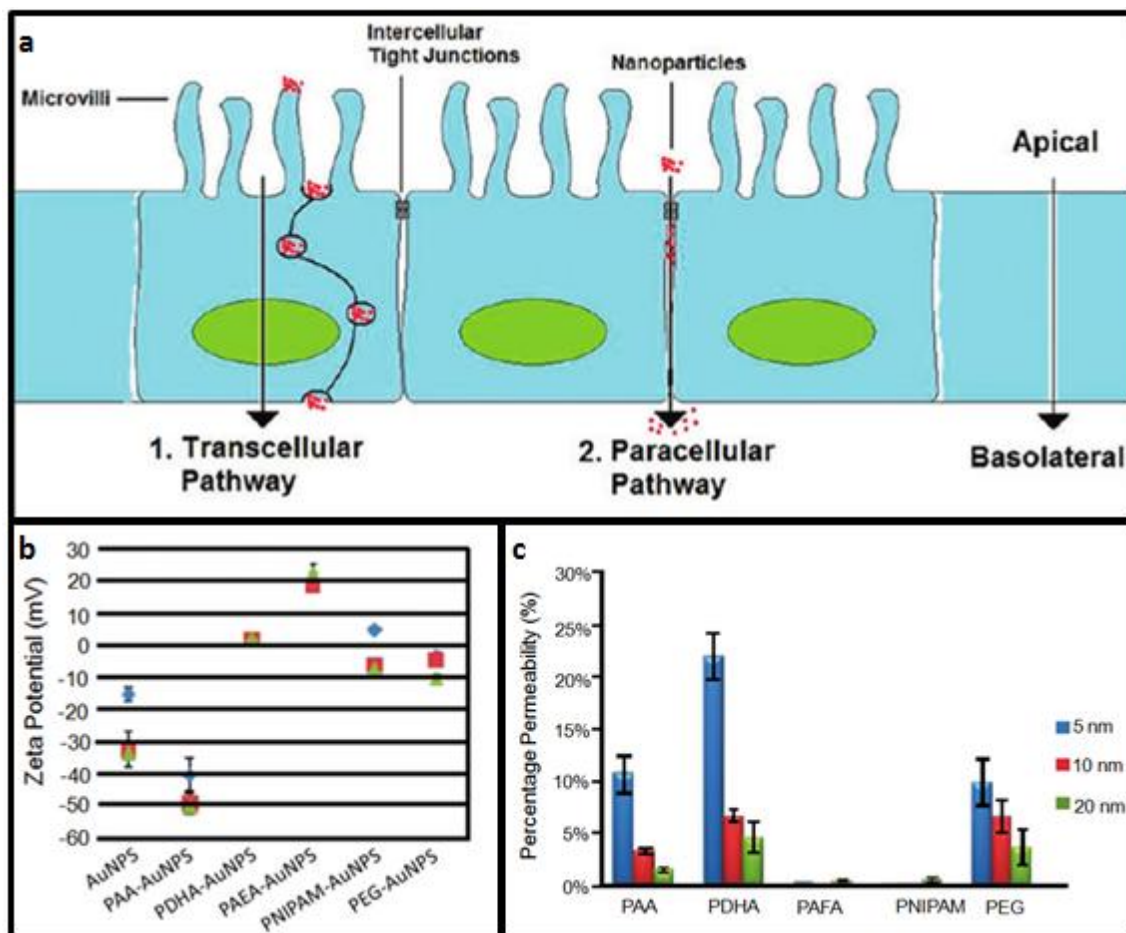 a
Intercellular
Tight Junctions
Nanoparticles
Microvilli
Apical
1. Transcellular
Pathway
2. Paracellular
Pathway
Basolateral
b
Zeta Potential (mV)
30
20
10
0
-10
-20
-30
-40
-50
-60
AuNPS
PAA-AuNPS
PDHA-AuNPS
PAEA-AuNPS
PNIPAM-AuNPS
PEG-AuNPS
c
Percentage Permeability (%)
30%
25%
20%
15%
10%
5%
0%
PAA
PDHA
PAFA
PNIPAM
PEG
5 nm
10 nm
20 nm